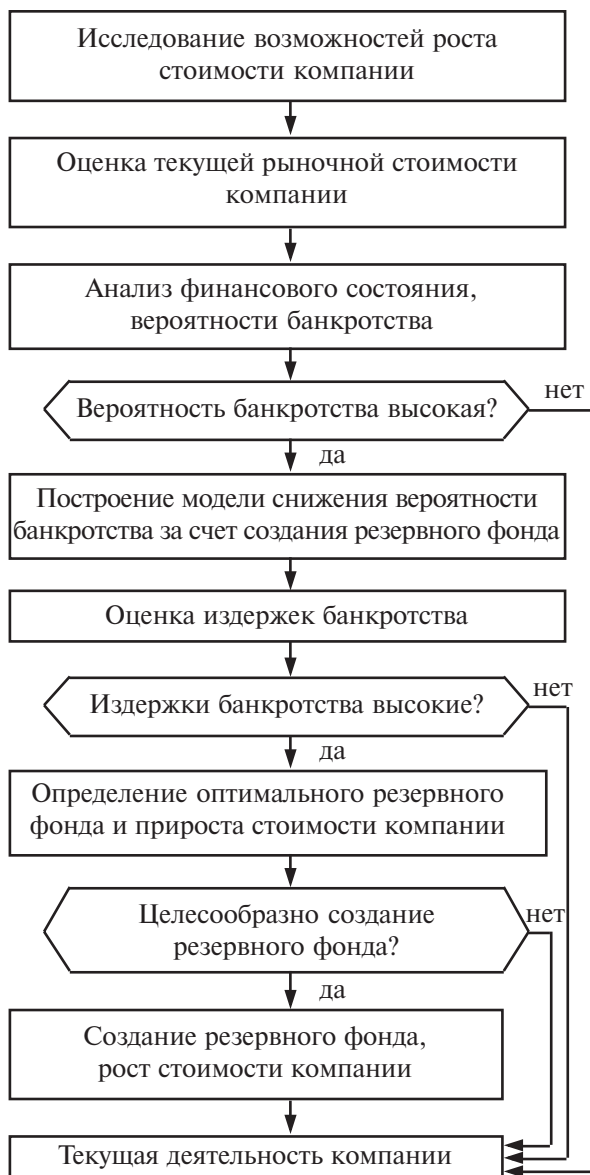 Исследование возможностей роста
стоимости компании
Оценка текущей рыночной стоимости
компании
Анализ финансового состояния,
вероятности банкротства
Вероятность банкротства высокая?
нет
да
Построение модели снижения вероятности
банкротства за счет создания резервного фонда
Оценка издержек банкротства
Издержки банкротства высокие?
нет
да
Определение оптимального резервного
фонда и прироста стоимости компании
Целесообразно создание
нет
резервного фонда?
да
Создание резервного фонда,
рост стоимости компании
Текущая деятельность компании